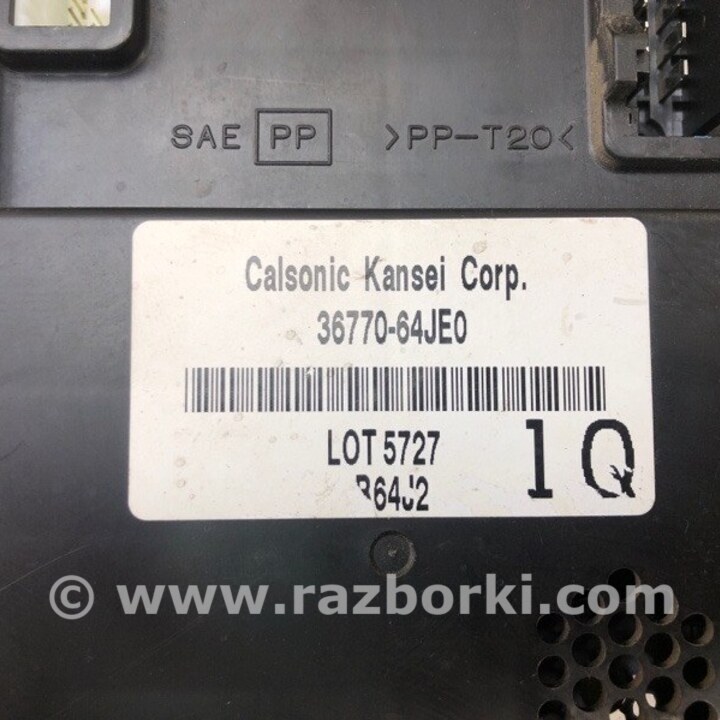 SAE PP >PP-T20<
Calsonic Kansei Corp.
36770-64JE0
LOT 5727
1Q
© www.razborki.com